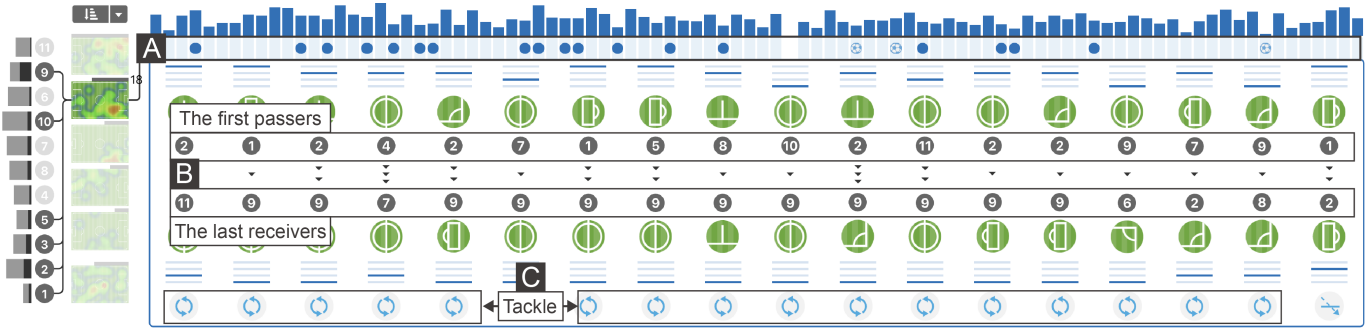 A
18
11
9
6
10
7
8
4
5
3
2
1
The first passers
2 1 2 4 2 7 1 5 8 10 2 11 2 2 9 7 9 1
B
11 9 9 7 9 9 9 9 9 9 9 9 9 9 6 2 8 2
The last receivers
C
Tackle